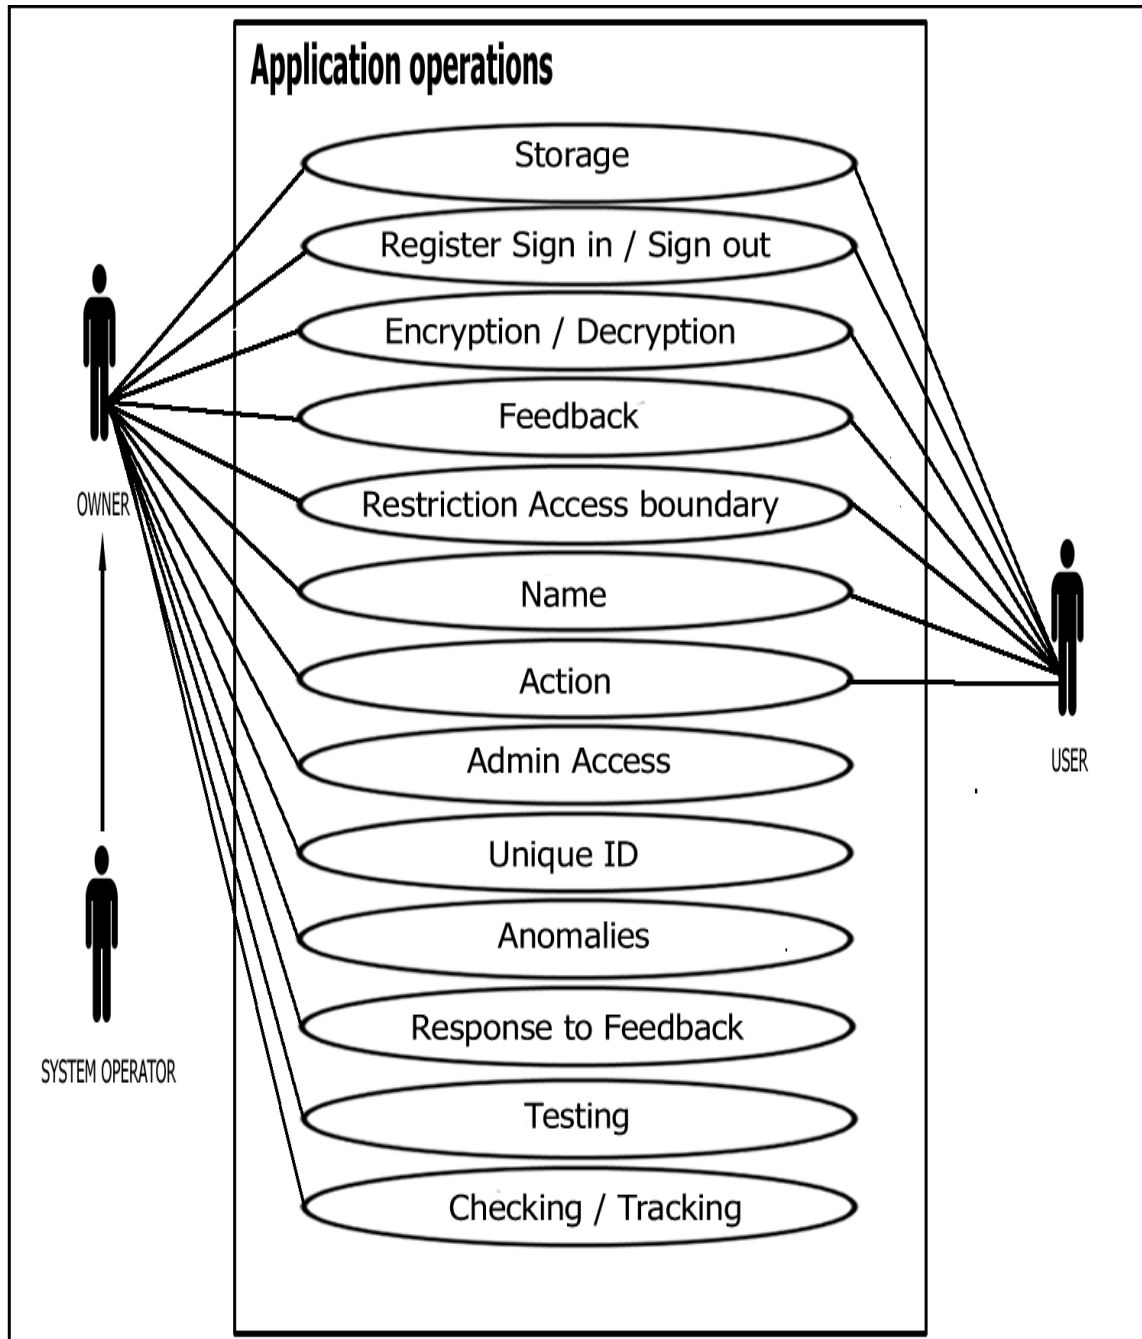 Application operations
Storage
Register Sign in / Sign out
Encryption / Decryption
Feedback
OWNER
Restriction Access boundary
Name
Action
Admin Access
USER
Unique ID
Anomalies
Response to Feedback
SYSTEM OPERATOR
Testing
Checking / Tracking